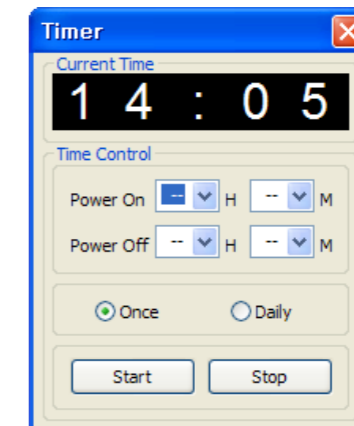 Timer
Current Time
14:05
Time Control
Power On -- H -- M
Power Off -- H -- M
Once Daily
Start Stop